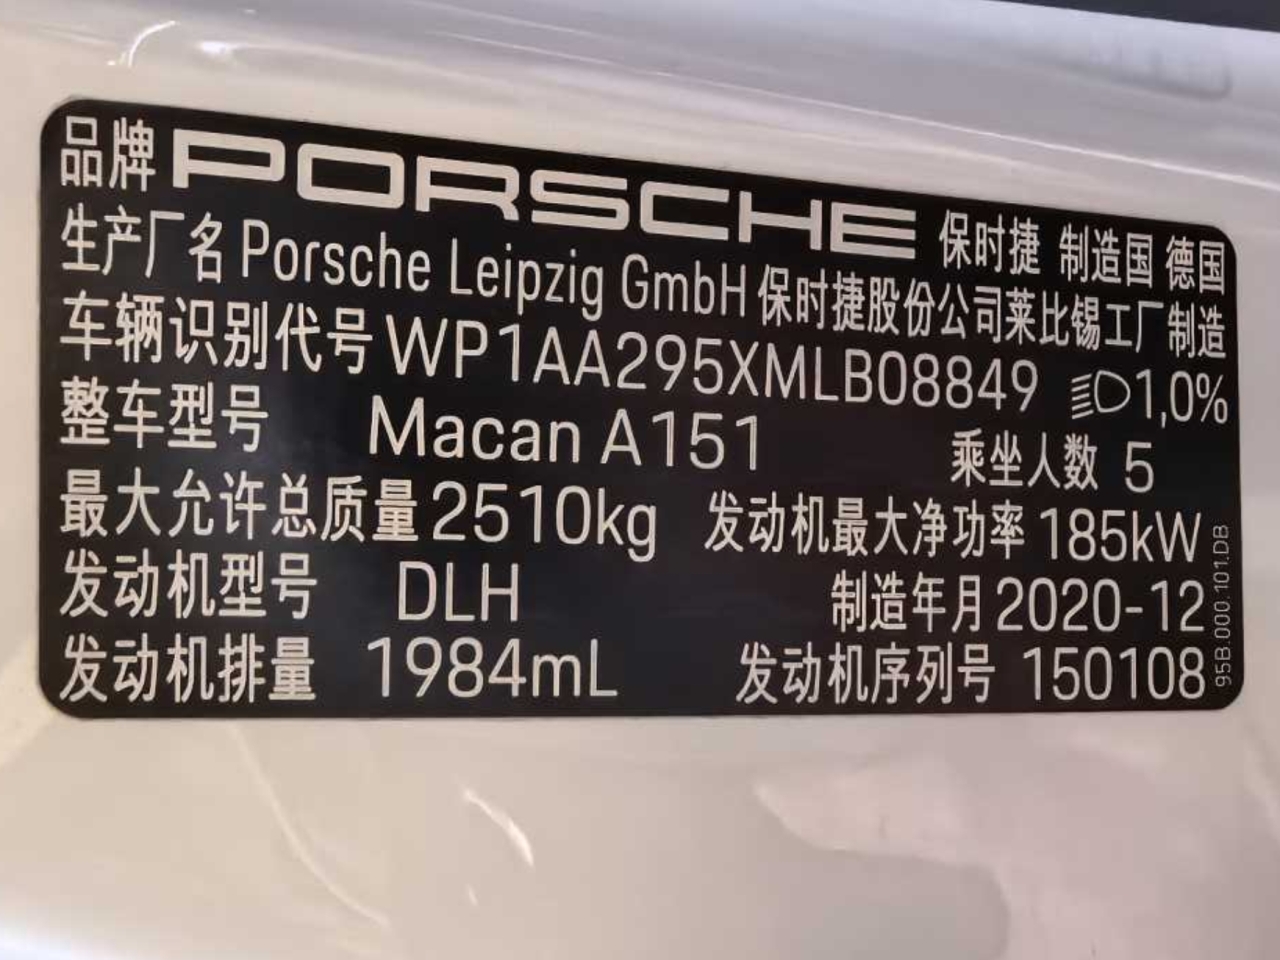 品牌 PORSCHE 保时捷 制造国 德国
生产厂名 Porsche Leipzig GmbH 保时捷股份公司莱比锡工厂制造
车辆识别代号 WP1AA295XMLB08849 1,0%
整车型号 Macan A151 乘坐人数 5
最大允许总质量 2510kg 发动机最大净功率 185kW
发动机型号 DLH 制造年月 2020-12
发动机排量 1984mL 发动机序列号 150108
95B.000.101.DB